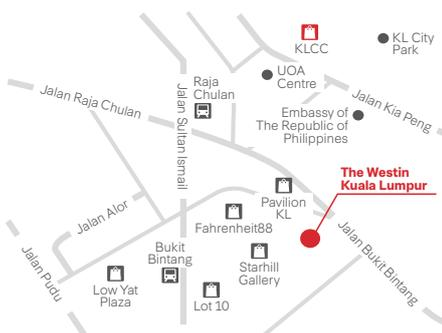 KLCC
KL City
Park
UOA
Centre
Raja
Chulan
Jalan Raja Chulan
Jalan Sultan Ismail
Jalan Kia Peng
Embassy of
The Republic of
Philippines
The Westin
Kuala Lumpur
Pavilion
KL
Jalan Alor
Fahrenheit88
Jalan Bukit Bintang
Jalan Pudu
Bukit
Bintang
Starhill
Gallery
Low Yat
Plaza
Lot 10